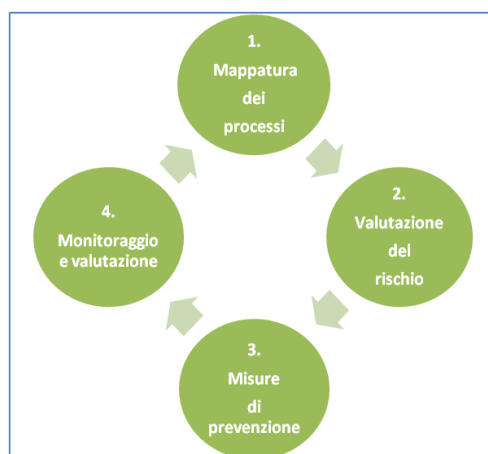 1.
Mappatura
dei
processi
2.
Valutazione
del
rischio
3.
Misure
di
prevenzione
4.
Monitoraggio
e valutazione